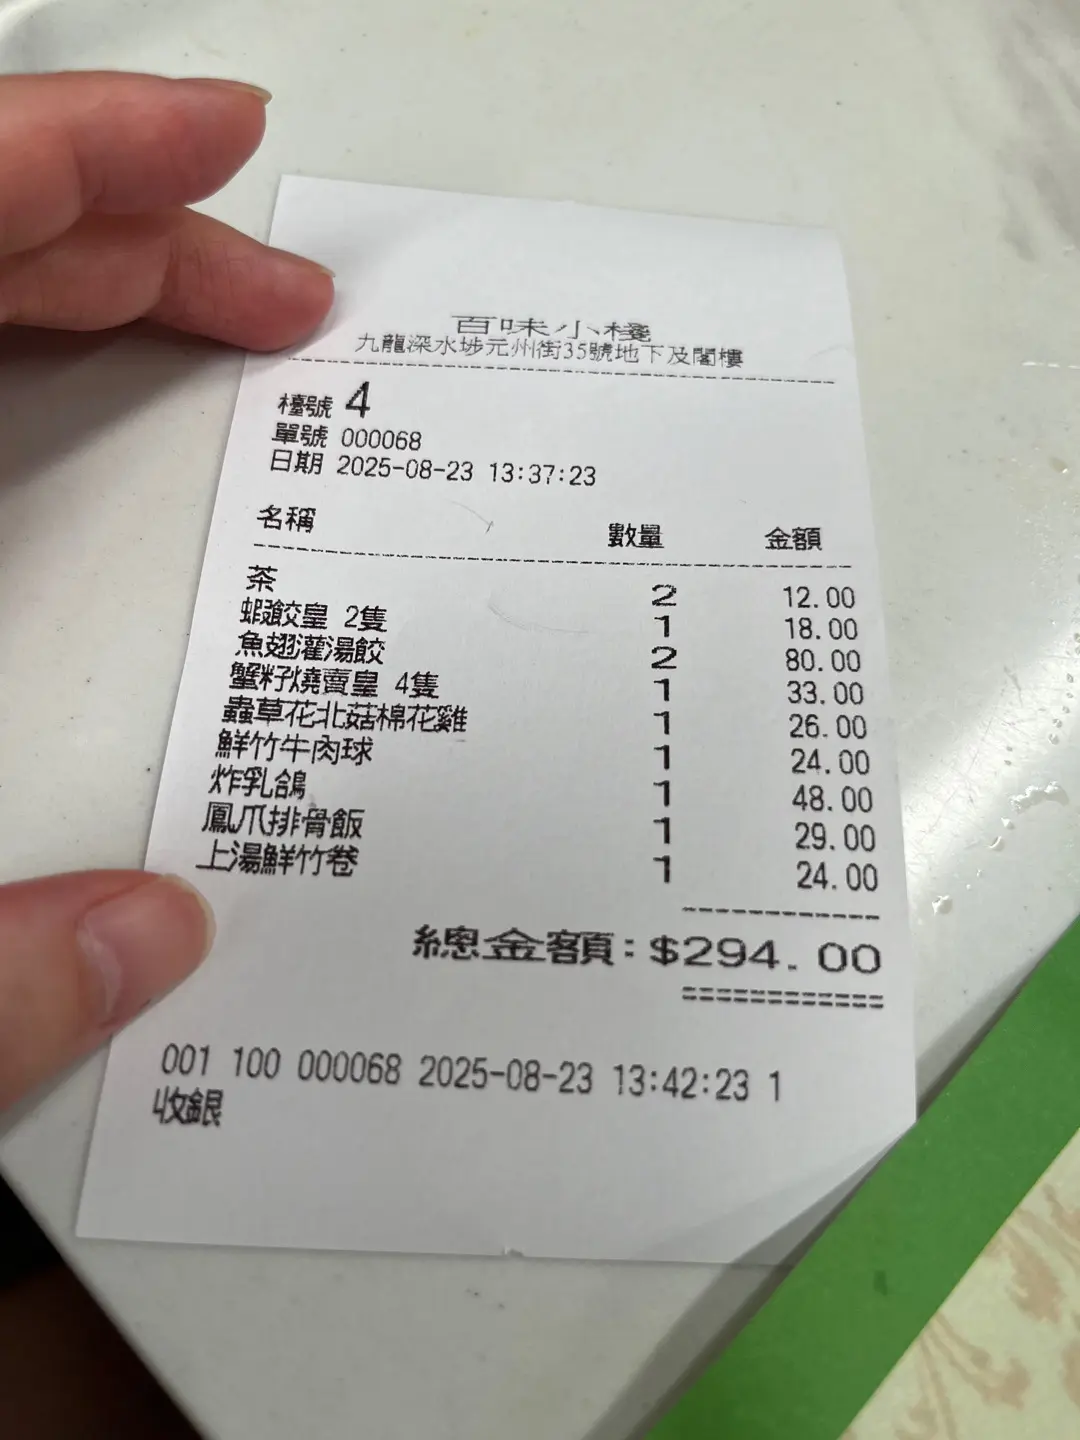 百味小棧
九龍深水埗元州街35號地下及閣樓
檯號 4
單號 000068
日期 2025-08-23 13:37:23
名稱 數量 金額
茶 2 12.00
蝦餃皇 2隻 1 18.00
魚翅灌湯餃 2 80.00
蟹籽燒賣皇 4隻 1 33.00
蟲草花北菇棉花雞 1 26.00
鮮竹牛肉球 1 24.00
炸乳鴿 1 48.00
鳳爪排骨飯 1 29.00
上湯鮮竹卷 1 24.00
總金額:$294.00
001 100 000068 2025-08-23 13:42:23 1
收銀